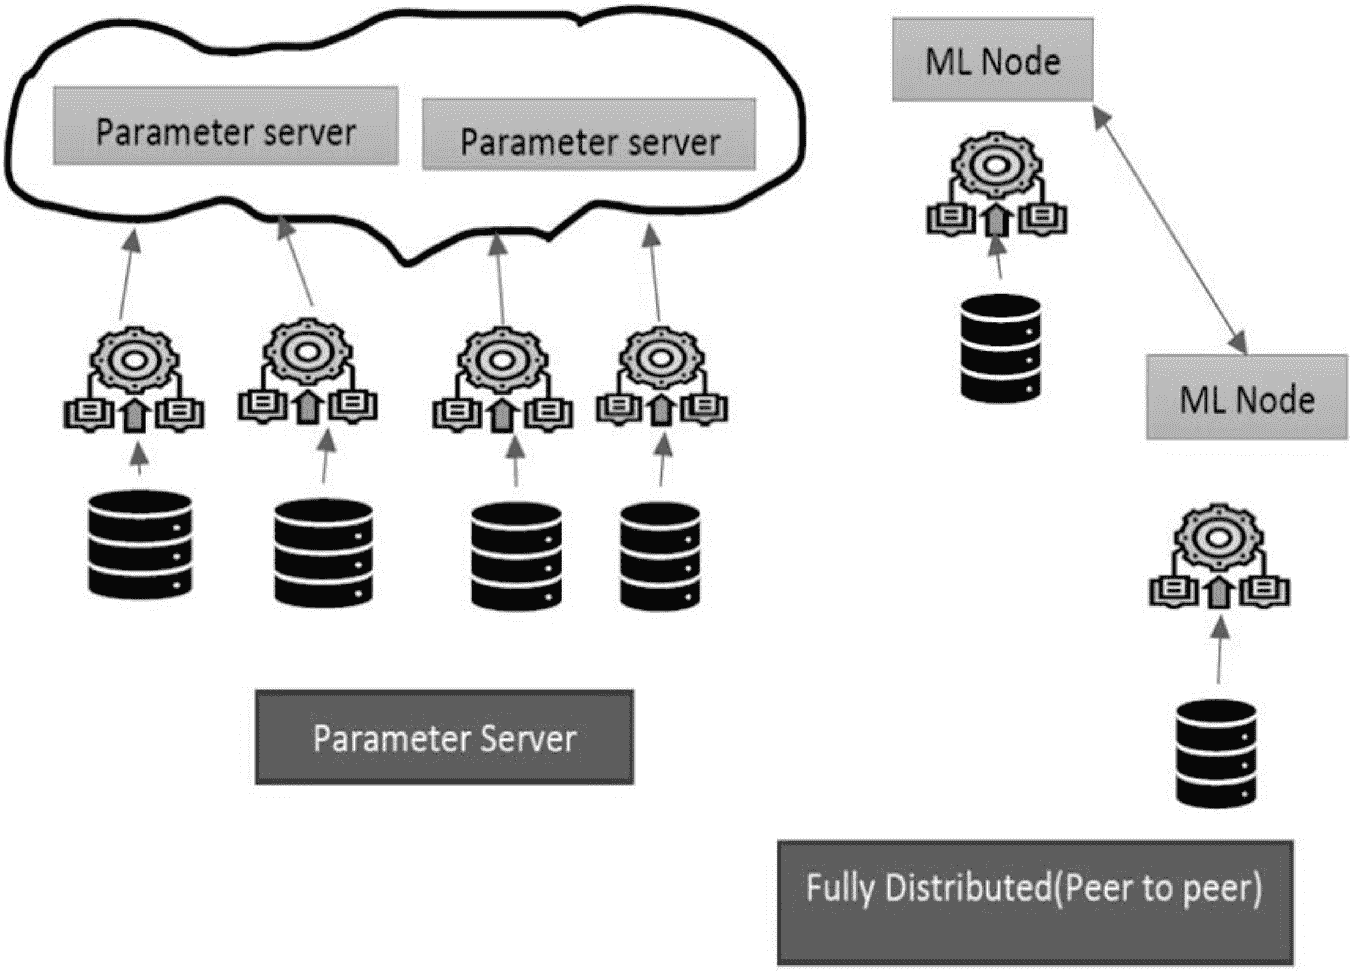 Parameter server
Parameter server
Parameter Server
ML Node
ML Node
Fully Distributed(Peer to peer)